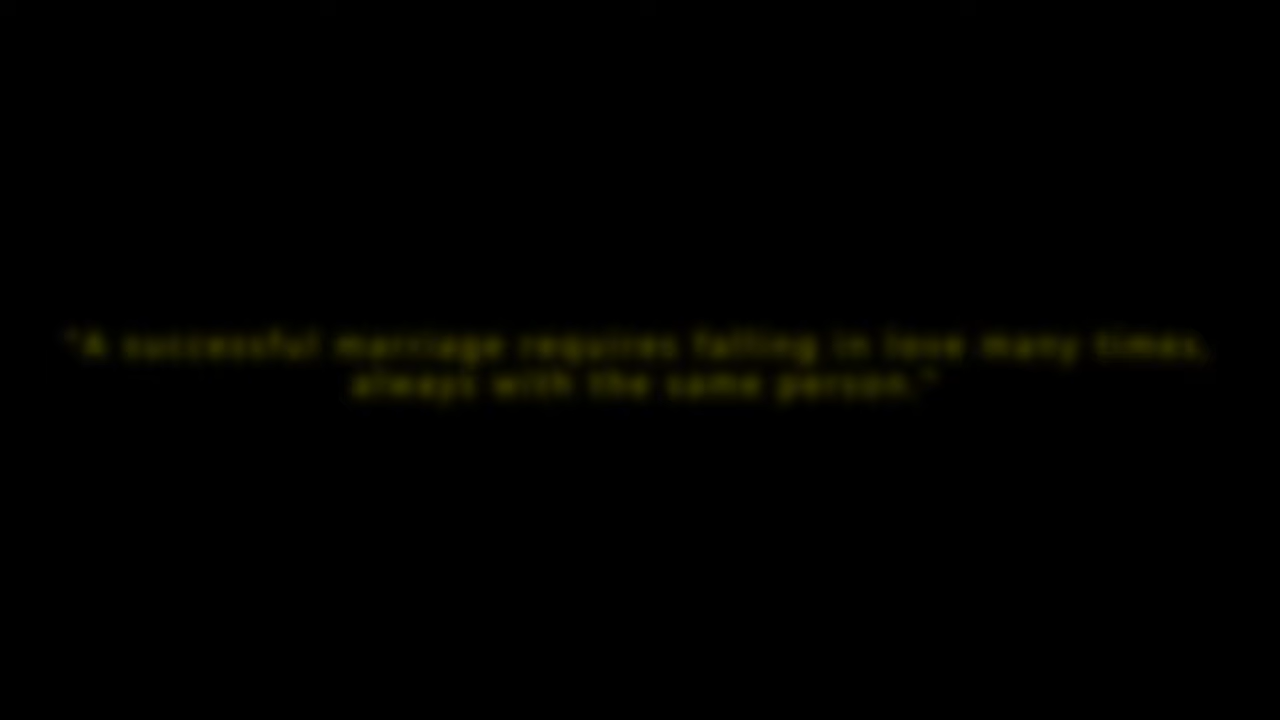 "A successful marriage requires falling in love many times,
always with the same person."